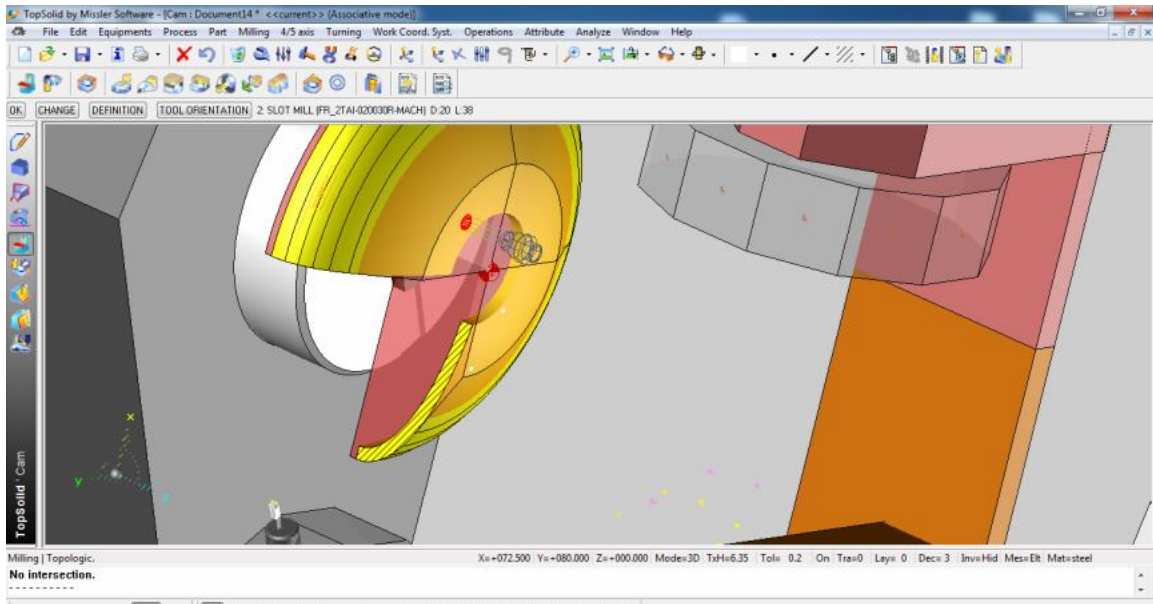 TopSolid by Missler Software - [Cam : Document14 * <<current>> (Associative mode)]
File Edit Equipments Process Part Milling 4/5 axis Turning Work Coord. Syst. Operations Attribute Analyze Window Help
OK CHANGE DEFINITION TOOL ORIENTATION 2: SLOT MILL (FR_2TAI-020030R-MACH) D:20 L:38
x
y
z
TopSolid'Cam
Milling | Topologic. X=+072.500 Y=+080.000 Z=+000.000 Mode=3D TxH=6.35 Tol= 0.2 On Tra=0 Lay= 0 Dec= 3 Inv=Hid Mes=Elt Mat=steel
No intersection.
----------